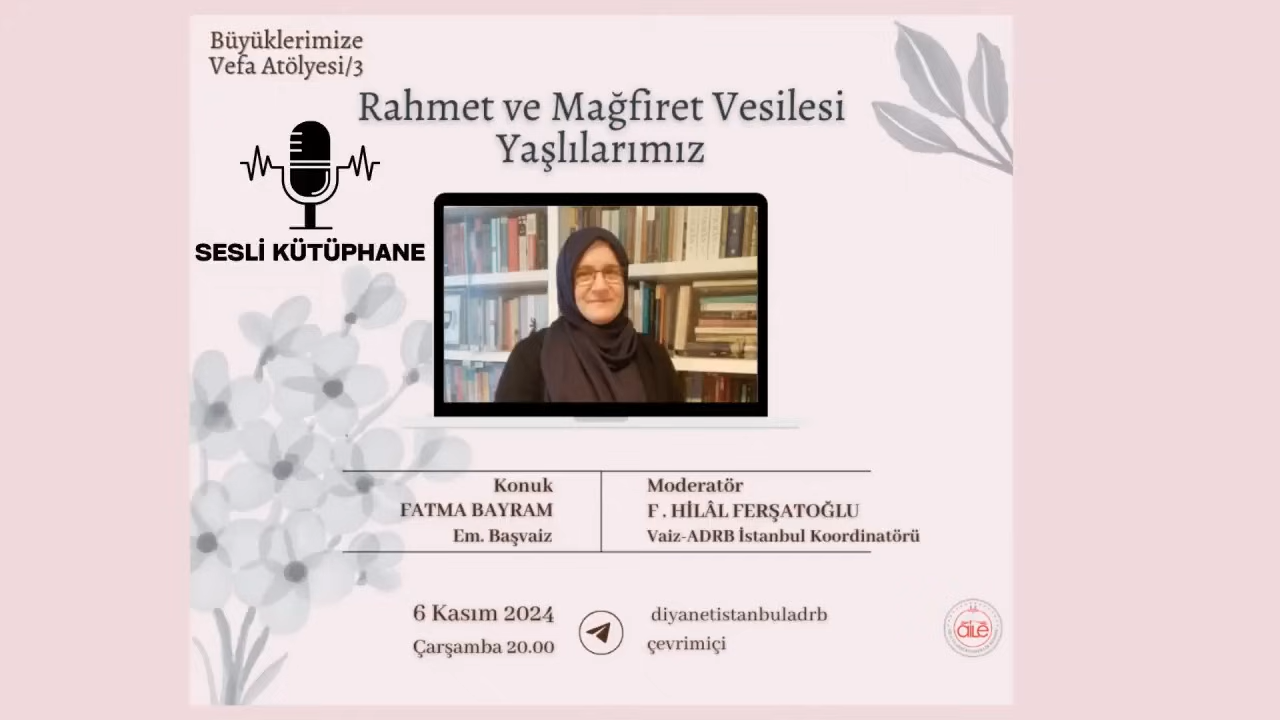 Büyüklerimize
Vefa Atölyesi/3
Rahmet ve Mağfiret Vesilesi
Yaşlılarımız
SESLİ KÜTÜPHANE
Konuk
FATMA BAYRAM
Em. Başvaiz
Moderatör
F . HİLÂL FERŞATOĞLU
Vaiz-ADRB İstanbul Koordinatörü
6 Kasım 2024
Çarşamba 20.00
diyanetistanbuladrb
çevrimiçi
aile